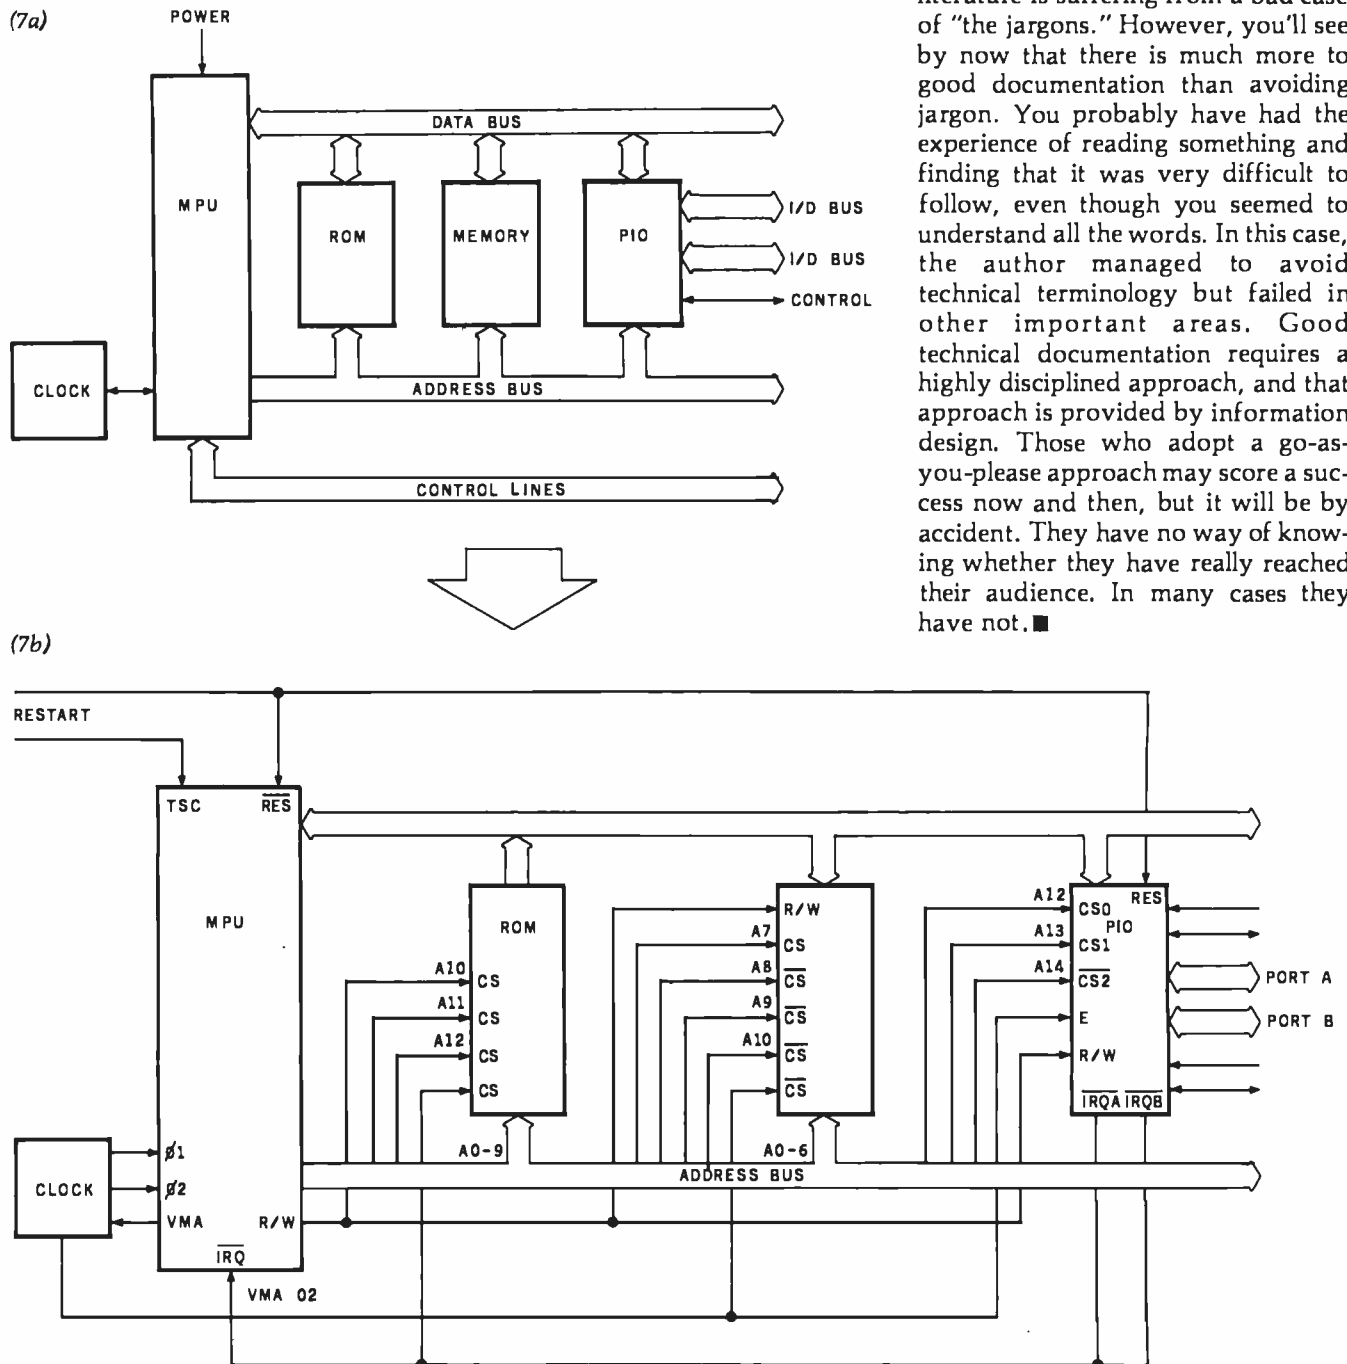 (7a)
POWER
MPU
DATA BUS
ROM
MEMORY
PIO
I/D BUS
I/D BUS
CONTROL
CLOCK
ADDRESS BUS
CONTROL LINES
of "the jargons." However, you'll see
by now that there is much more to
good documentation than avoiding
jargon. You probably have had the
experience of reading something and
finding that it was very difficult to
follow, even though you seemed to
understand all the words. In this case,
the author managed to avoid
technical terminology but failed in
other important areas. Good
technical documentation requires a
highly disciplined approach, and that
approach is provided by information
design. Those who adopt a go-as-
you-please approach may score a suc-
cess now and then, but it will be by
accident. They have no way of know-
ing whether they have really reached
their audience. In many cases they
have not.■
(7b)
RESTART
TSC
RES
MPU
ROM
A10
CS
A11
CS
A12
CS
CS
A0-9
R/W
A7
CS
A8
CS
A9
CS
A10
CS
CS
A0-6
A12
CS0
RES
PIO
A13
CS1
A14
CS2
E
R/W
IRQA IRQB
PORT A
PORT B
CLOCK
Ø1
Ø2
VMA
R/W
IRQ
ADDRESS BUS
VMA 02